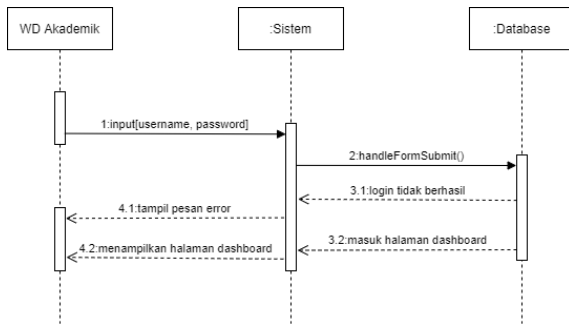 WD Akademik
:Sistem
:Database
1:input[username, password]
2:handleFormSubmit()
3.1:login tidak berhasil
4.1:tampil pesan error
3.2:masuk halaman dashboard
4.2:menampilkan halaman dashboard